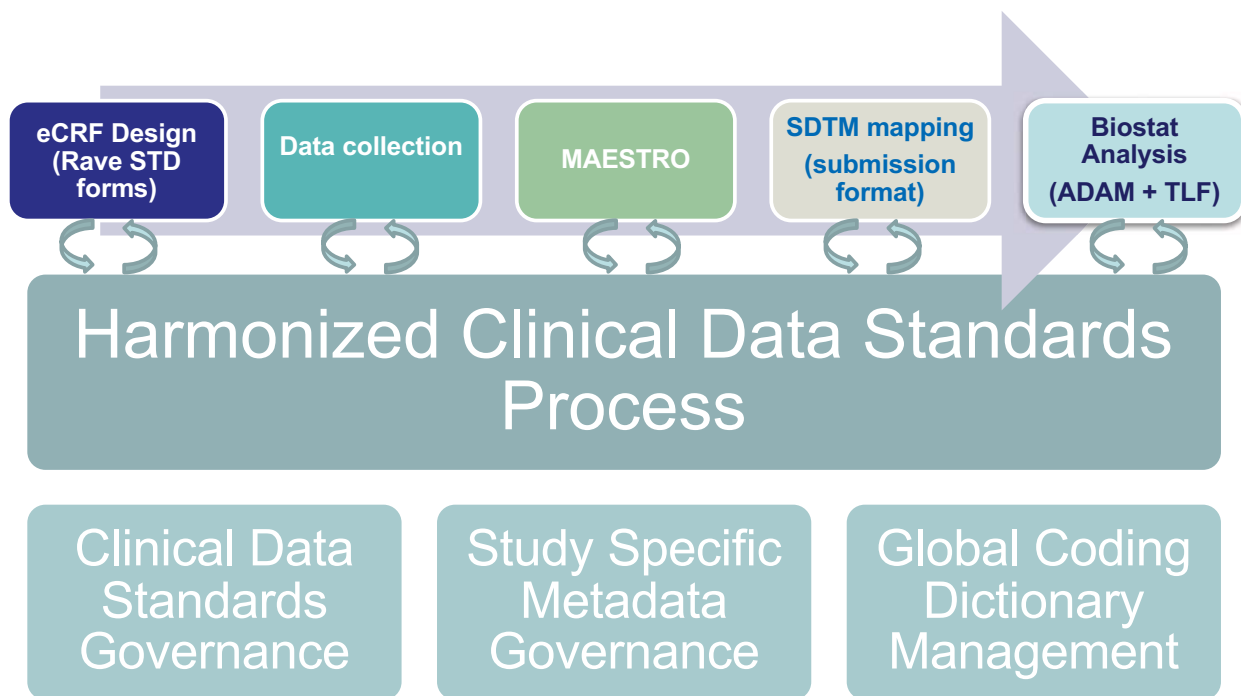 eCRF Design
(Rave STD
forms)
Data collection
MAESTRO
SDTM mapping
(submission
format)
Biostat
Analysis
(ADAM + TLF)
Harmonized Clinical Data Standards
Process
Clinical Data
Standards
Governance
Study Specific
Metadata
Governance
Global Coding
Dictionary
Management